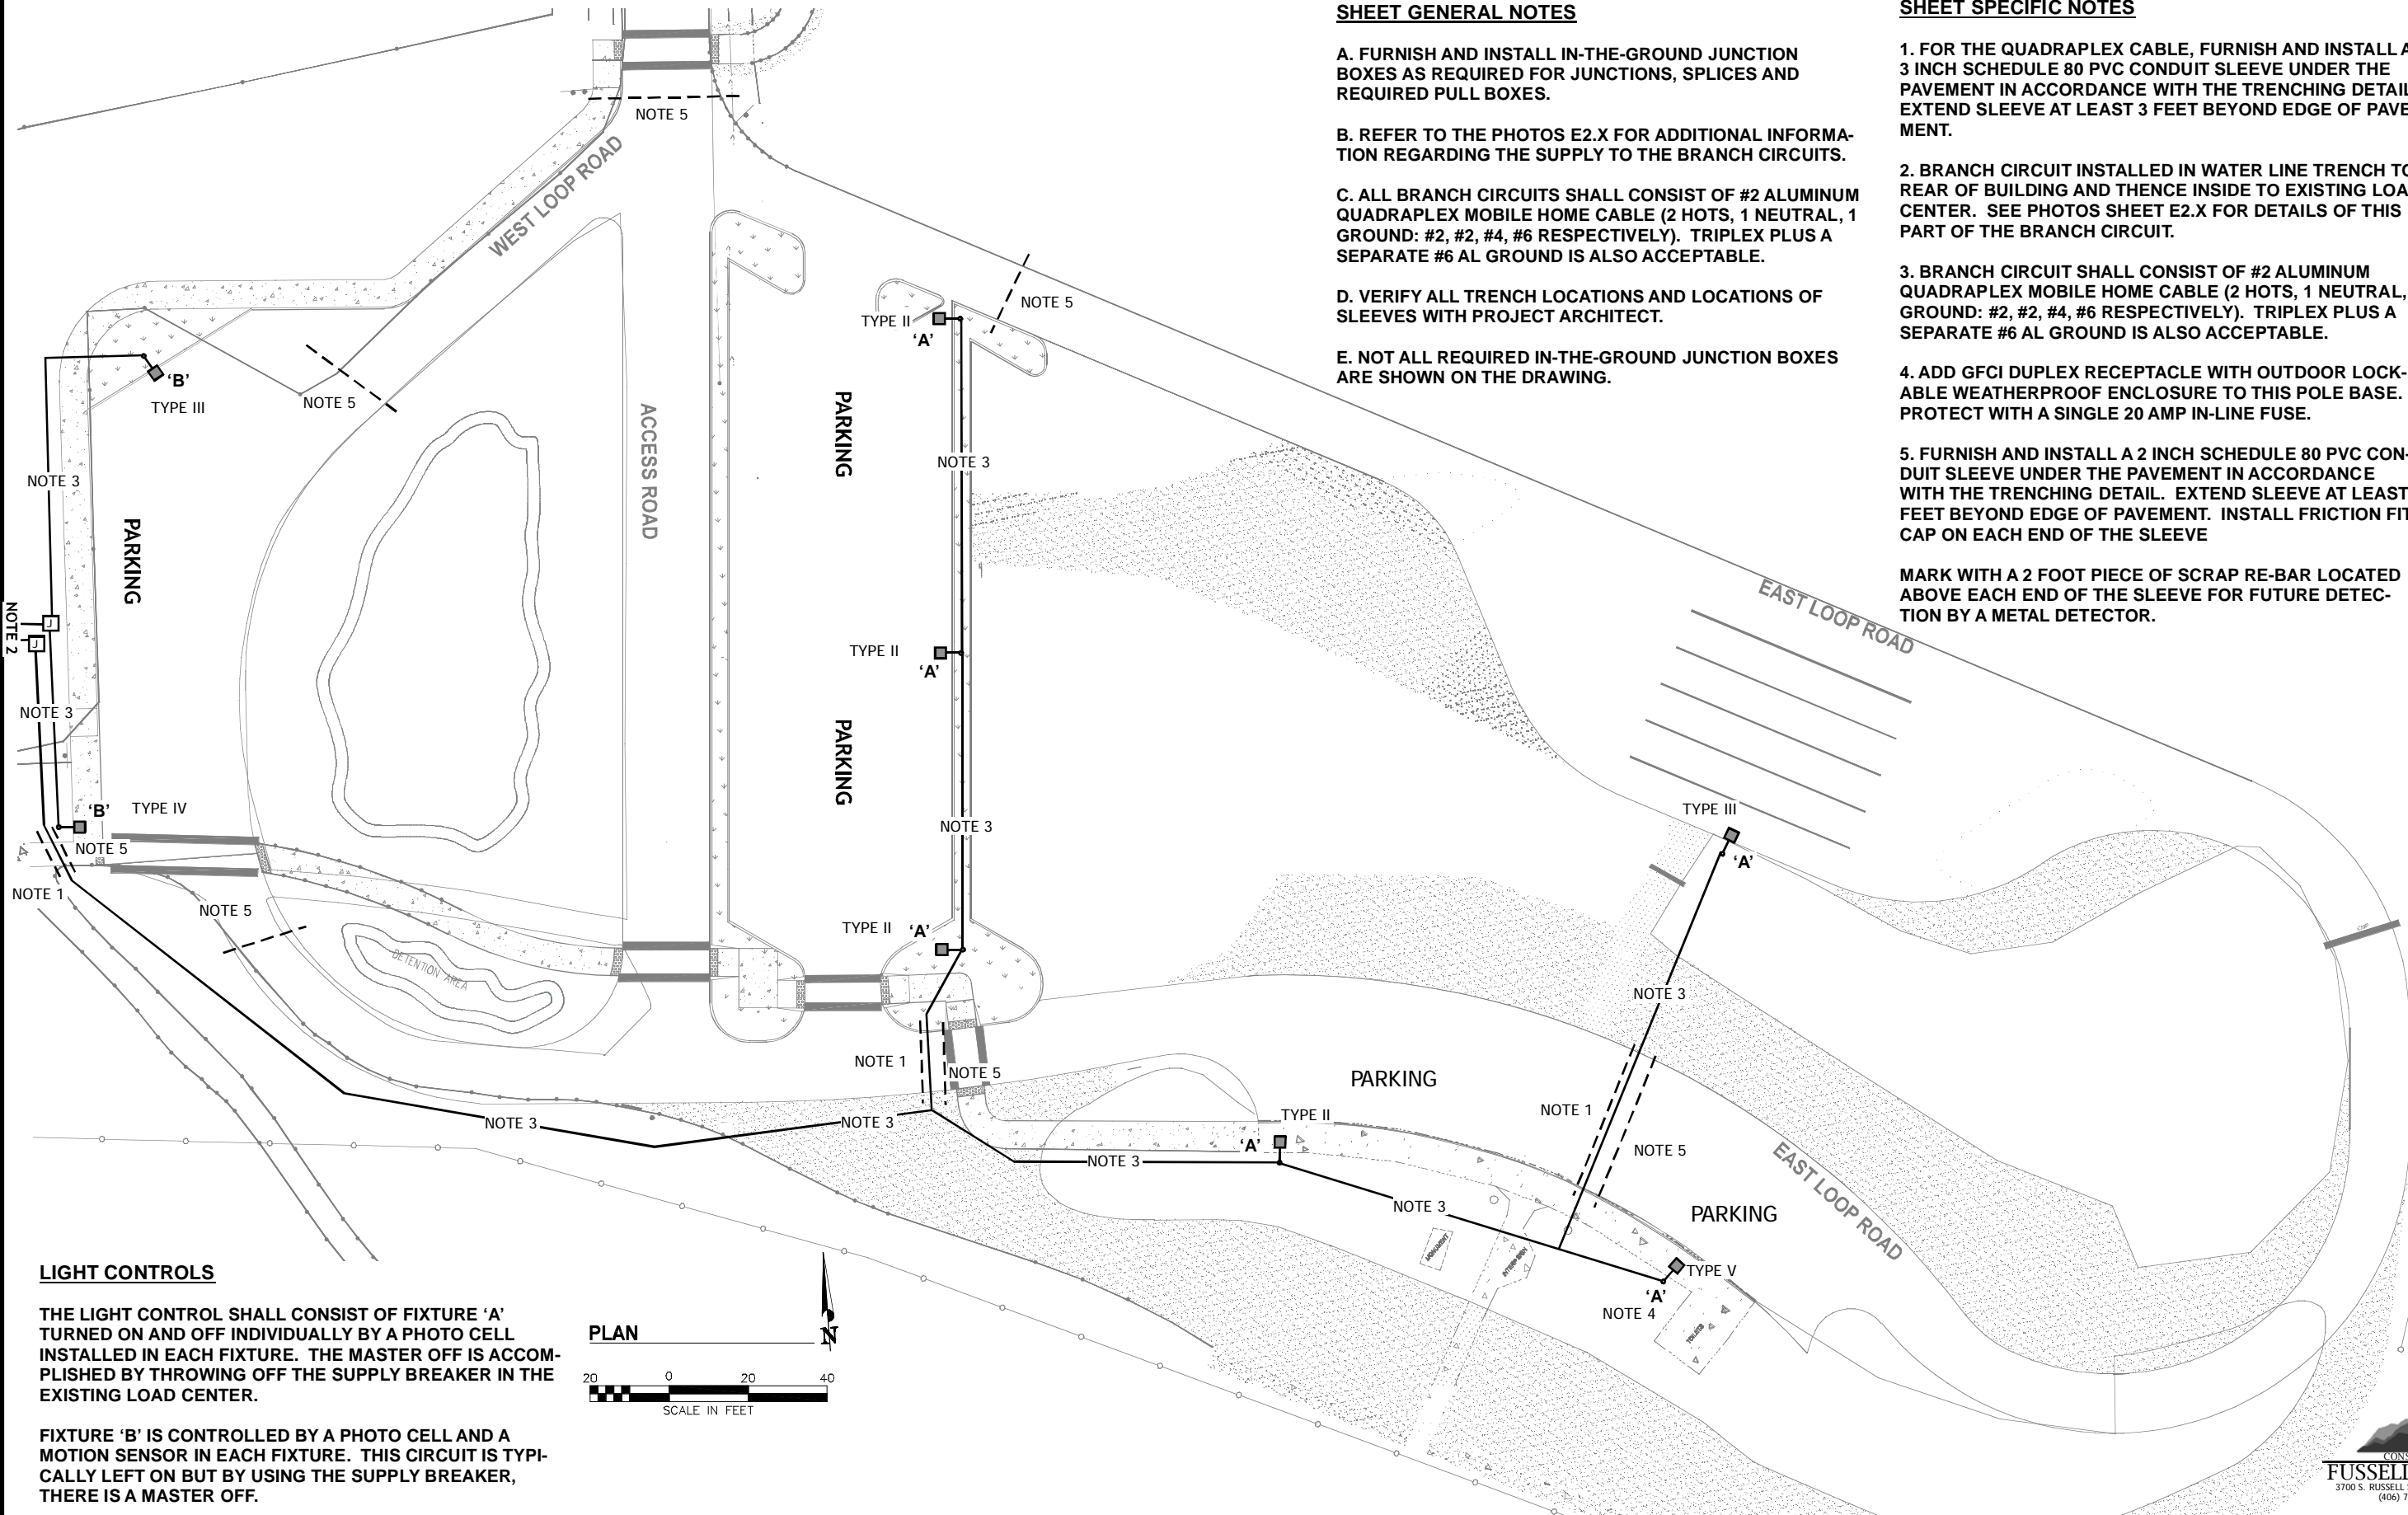 SHEET GENERAL NOTES
A. FURNISH AND INSTALL IN-THE-GROUND JUNCTION
BOXES AS REQUIRED FOR JUNCTIONS, SPLICES AND
REQUIRED PULL BOXES.
B. REFER TO THE PHOTOS E2.X FOR ADDITIONAL INFORMA-
TION REGARDING THE SUPPLY TO THE BRANCH CIRCUITS.
C. ALL BRANCH CIRCUITS SHALL CONSIST OF #2 ALUMINUM
QUADRAPLEX MOBILE HOME CABLE (2 HOTS, 1 NEUTRAL, 1
GROUND: #2, #2, #4, #6 RESPECTIVELY). TRIPLEX PLUS A
SEPARATE #6 AL GROUND IS ALSO ACCEPTABLE.
D. VERIFY ALL TRENCH LOCATIONS AND LOCATIONS OF
SLEEVES WITH PROJECT ARCHITECT.
E. NOT ALL REQUIRED IN-THE-GROUND JUNCTION BOXES
ARE SHOWN ON THE DRAWING.
SHEET SPECIFIC NOTES
1. FOR THE QUADRAPLEX CABLE, FURNISH AND INSTALL A
3 INCH SCHEDULE 80 PVC CONDUIT SLEEVE UNDER THE
PAVEMENT IN ACCORDANCE WITH THE TRENCHING DETAIL
EXTEND SLEEVE AT LEAST 3 FEET BEYOND EDGE OF PAVE
MENT.
2. BRANCH CIRCUIT INSTALLED IN WATER LINE TRENCH TO
REAR OF BUILDING AND THENCE INSIDE TO EXISTING LOA
CENTER. SEE PHOTOS SHEET E2.X FOR DETAILS OF THIS
PART OF THE BRANCH CIRCUIT.
3. BRANCH CIRCUIT SHALL CONSIST OF #2 ALUMINUM
QUADRAPLEX MOBILE HOME CABLE (2 HOTS, 1 NEUTRAL,
GROUND: #2, #2, #4, #6 RESPECTIVELY). TRIPLEX PLUS A
SEPARATE #6 AL GROUND IS ALSO ACCEPTABLE.
4. ADD GFCI DUPLEX RECEPTACLE WITH OUTDOOR LOCK-
ABLE WEATHERPROOF ENCLOSURE TO THIS POLE BASE.
PROTECT WITH A SINGLE 20 AMP IN-LINE FUSE.
5. FURNISH AND INSTALL A 2 INCH SCHEDULE 80 PVC CON-
DUIT SLEEVE UNDER THE PAVEMENT IN ACCORDANCE
WITH THE TRENCHING DETAIL. EXTEND SLEEVE AT LEAST
FEET BEYOND EDGE OF PAVEMENT. INSTALL FRICTION FIT
CAP ON EACH END OF THE SLEEVE
MARK WITH A 2 FOOT PIECE OF SCRAP RE-BAR LOCATED
ABOVE EACH END OF THE SLEEVE FOR FUTURE DETEC-
TION BY A METAL DETECTOR.
NOTE 5
WEST LOOP ROAD
NOTE 5
TYPE II
'A'
'B'
TYPE III
NOTE 5
ACCESS ROAD
PARKING
NOTE 3
NOTE 3
PARKING
NOTE 2
J
J
TYPE II
'A'
EAST LOOP ROAD
NOTE 3
PARKING
'B'
TYPE IV
NOTE 3
TYPE III
'A'
NOTE 5
NOTE 1
NOTE 5
TYPE II
'A'
DETENTION AREA
STOP
NOTE 3
NOTE 1
NOTE 5
PARKING
NOTE 1
NOTE 3
NOTE 3
TYPE II
'A'
NOTE 3
NOTE 5
EAST LOOP ROAD
NOTE 3
PARKING
MONUMENT
INTERP SIGN
TYPE V
'A'
NOTE 4
TOILETS
LIGHT CONTROLS
THE LIGHT CONTROL SHALL CONSIST OF FIXTURE 'A'
TURNED ON AND OFF INDIVIDUALLY BY A PHOTO CELL
INSTALLED IN EACH FIXTURE. THE MASTER OFF IS ACCOM-
PLISHED BY THROWING OFF THE SUPPLY BREAKER IN THE
EXISTING LOAD CENTER.
FIXTURE 'B' IS CONTROLLED BY A PHOTO CELL AND A
MOTION SENSOR IN EACH FIXTURE. THIS CIRCUIT IS TYPI-
CALLY LEFT ON BUT BY USING THE SUPPLY BREAKER,
THERE IS A MASTER OFF.
PLAN
N
20 0 20 40
SCALE IN FEET
CONS
FUSSELL
3700 S. RUSSELL
(406) 7